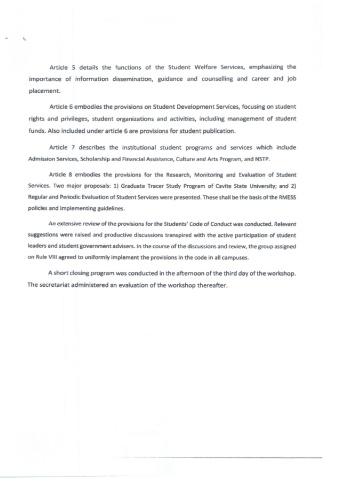 Article 5 details the functions of the Student Welfare Services, emphasizing the
importance of information dissemination, guidance and counselling and career and job
placement.
Article 6 embodies the provisions on Student Development Services, focusing on student
rights and privileges, student organizations and activities, including management of student
funds. Also included under article 6 are provisions for student publication.
Article 7 describes the institutional student programs and services which include
Admission Services, Scholarship and Financial Assistance, Culture and Arts Program, and NSTP.
Article 8 embodies the provisions for the Research, Monitoring and Evaluation of Student
Services. Two major proposals: 1) Graduate Tracer Study Program of Cavite State University; and 2)
Regular and Periodic Evaluation of Student Services were presented. These shall be the basis of the RMESS
policies and implementing guidelines.
An extensive review of the provisions for the Students' Code of Conduct was conducted. Relevant
suggestions were raised and productive discussions transpired with the active participation of student
leaders and student government advisers. In the course of the discussions and review, the group assigned
on Rule VIII agreed to uniformly implement the provisions in the code in all campuses.
A short closing program was conducted in the afternoon of the third day of the workshop.
The secretariat administered an evaluation of the workshop thereafter.